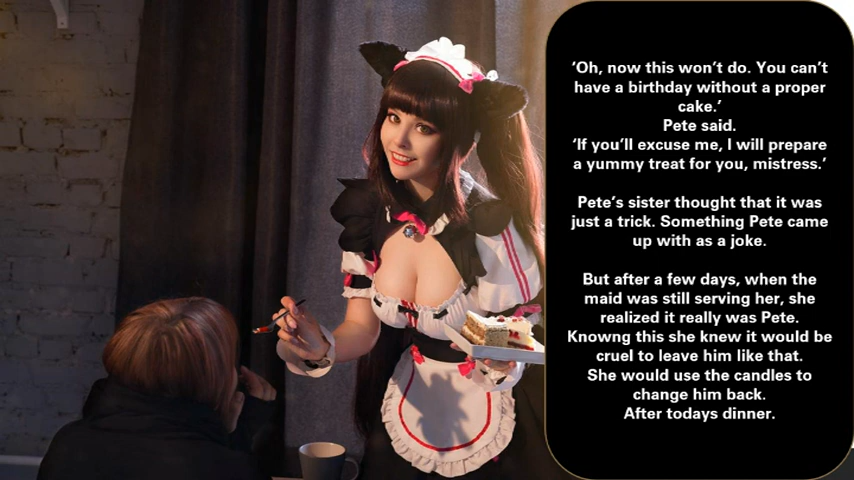 ‘Oh, now this won’t do. You can’t
have a birthday without a proper
cake.’
Pete said.
‘If you’ll excuse me, I will prepare
a yummy treat for you, mistress.’
Pete’s sister thought that it was
just a trick. Something Pete came
up with as a joke.
But after a few days, when the
maid was still serving her, she
realized it really was Pete.
Knowng this she knew it would be
cruel to leave him like that.
She would use the candles to
change him back.
After todays dinner.